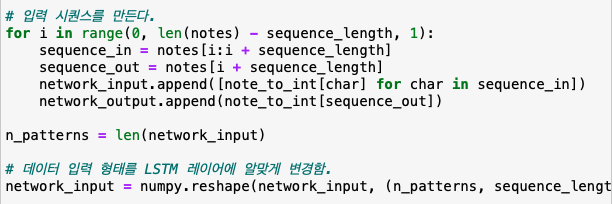 # 입력 시퀀스를 만든다.
for i in range(0, len(notes) - sequence_length, 1):
    sequence_in = notes[i:i + sequence_length]
    sequence_out = notes[i + sequence_length]
    network_input.append([note_to_int[char] for char in sequence_in])
    network_output.append(note_to_int[sequence_out])
n_patterns = len(network_input)
# 데이터 입력 형태를 LSTM 레이어에 알맞게 변경함.
network_input = numpy.reshape(network_input, (n_patterns, sequence_lengt